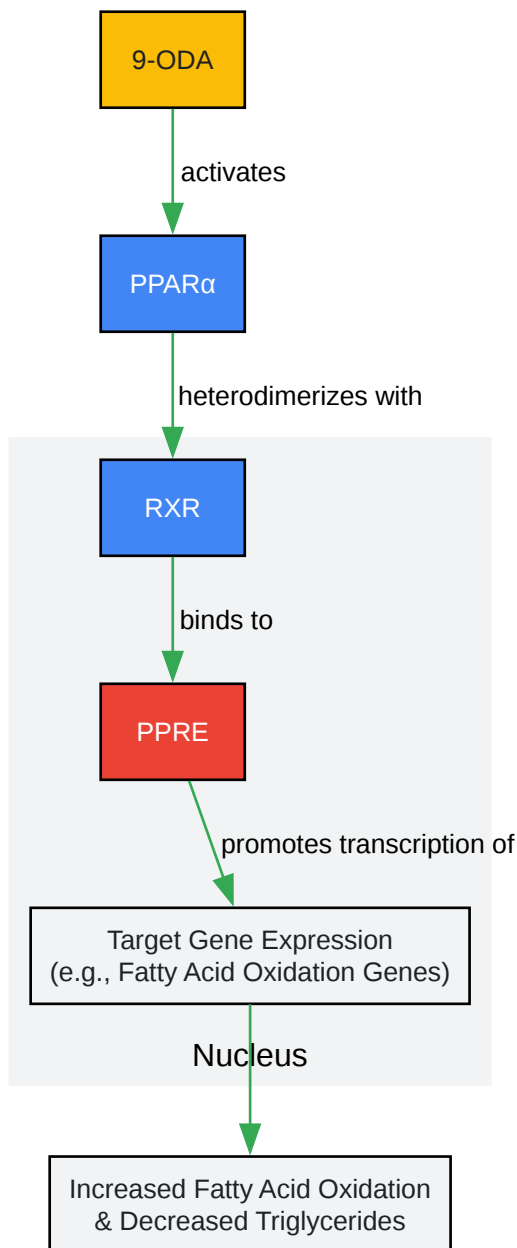 9-ODA
activates
PPARα
heterodimerizes with
RXR
binds to
PPRE
promotes transcription of
Target Gene Expression
(e.g., Fatty Acid Oxidation Genes)
Nucleus
Increased Fatty Acid Oxidation
& Decreased Triglycerides